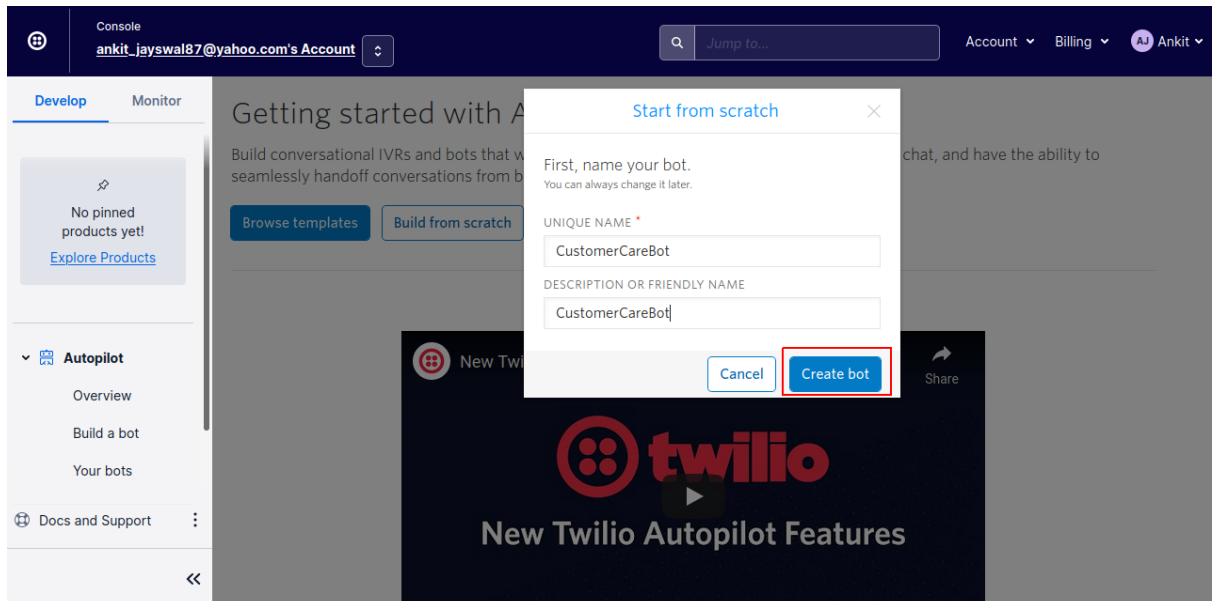 Console
ankit_jayswal87@yahoo.com's Account
Jump to...
Account
Billing
AJ Ankit
Develop
Monitor
No pinned
products yet!
Explore Products
Autopilot
Overview
Build a bot
Your bots
Docs and Support
Getting started with A
Build conversational IVRs and bots that w
chat, and have the ability to
seamlessly handoff conversations from b
Browse templates
Build from scratch
Start from scratch
First, name your bot.
You can always change it later.
UNIQUE NAME *
CustomerCareBot
DESCRIPTION OR FRIENDLY NAME
CustomerCareBot
Cancel
Create bot
New Twi
Share
twilio
New Twilio Autopilot Features